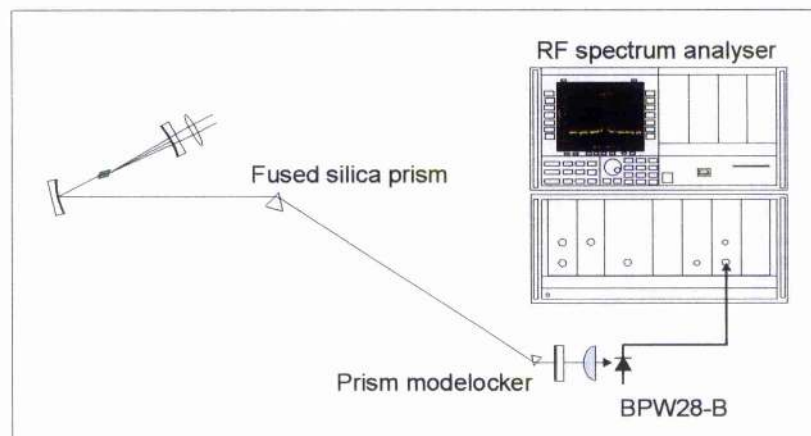 RF spectrum analyser
Fused silica prism
Prism modelocker
BPW28-B